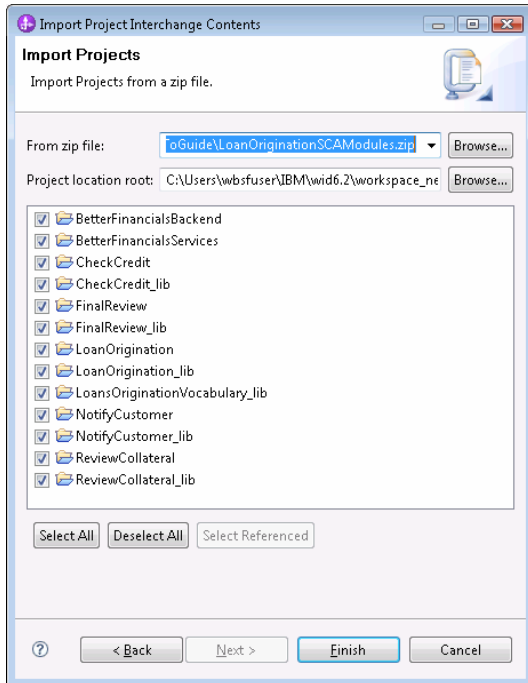 Import Project Interchange Contents
Import Projects
Import Projects from a zip file.
From zip file: ToGuide\LoanOriginationSCAModules.zip Browse...
Project location root: C:\Users\wbsfuser\IBM\wid6.2\workspace_ne Browse...
BetterFinancialsBackend
BetterFinancialsServices
CheckCredit
CheckCredit_lib
FinalReview
FinalReview_lib
LoanOrigination
LoanOrigination_lib
LoansOriginationVocabulary_lib
NotifyCustomer
NotifyCustomer_lib
ReviewCollateral
ReviewCollateral_lib
Select All Deselect All Select Referenced
? < Back Next > Finish Cancel